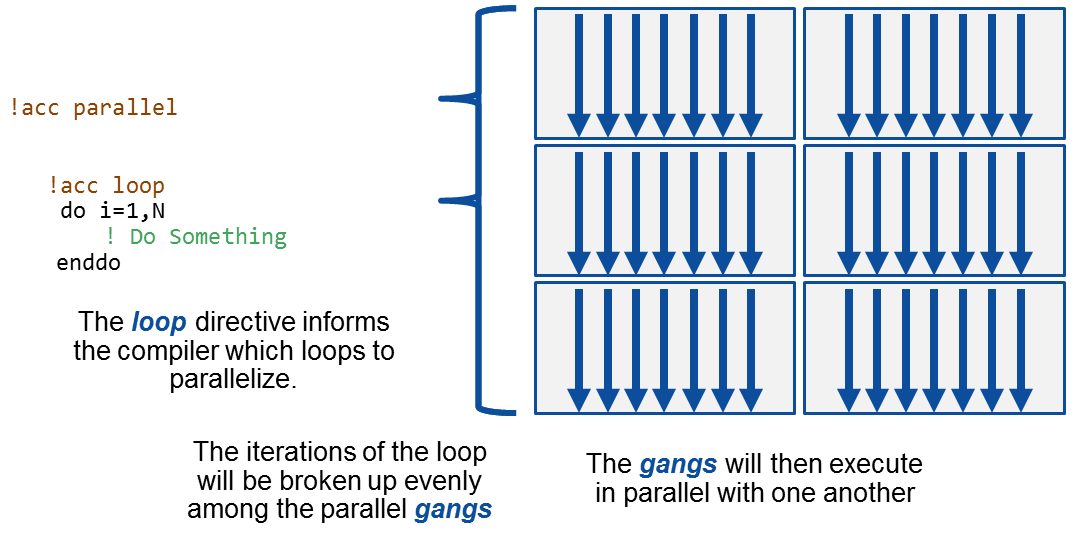 !acc parallel
!acc loop
do i=1,N
! Do Something
enddo
The loop directive informs
the compiler which loops to
parallelize.
The iterations of the loop
will be broken up evenly
among the parallel gangs
The gangs will then execute
in parallel with one another